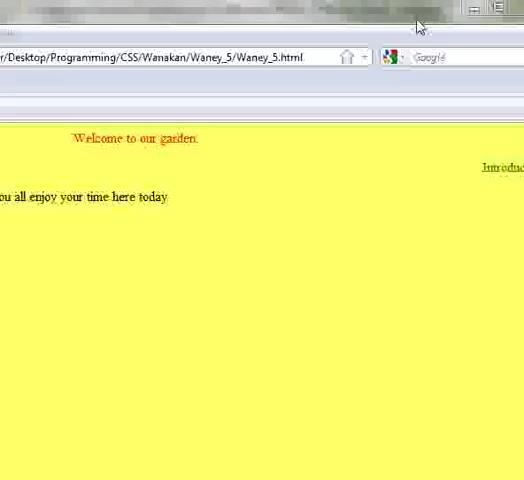 r/Desktop/Programming/CSS/Wanakan/Waney_5/Waney_5.html
Google
Welcome to our garden.
Introduc
ou all enjoy your time here today